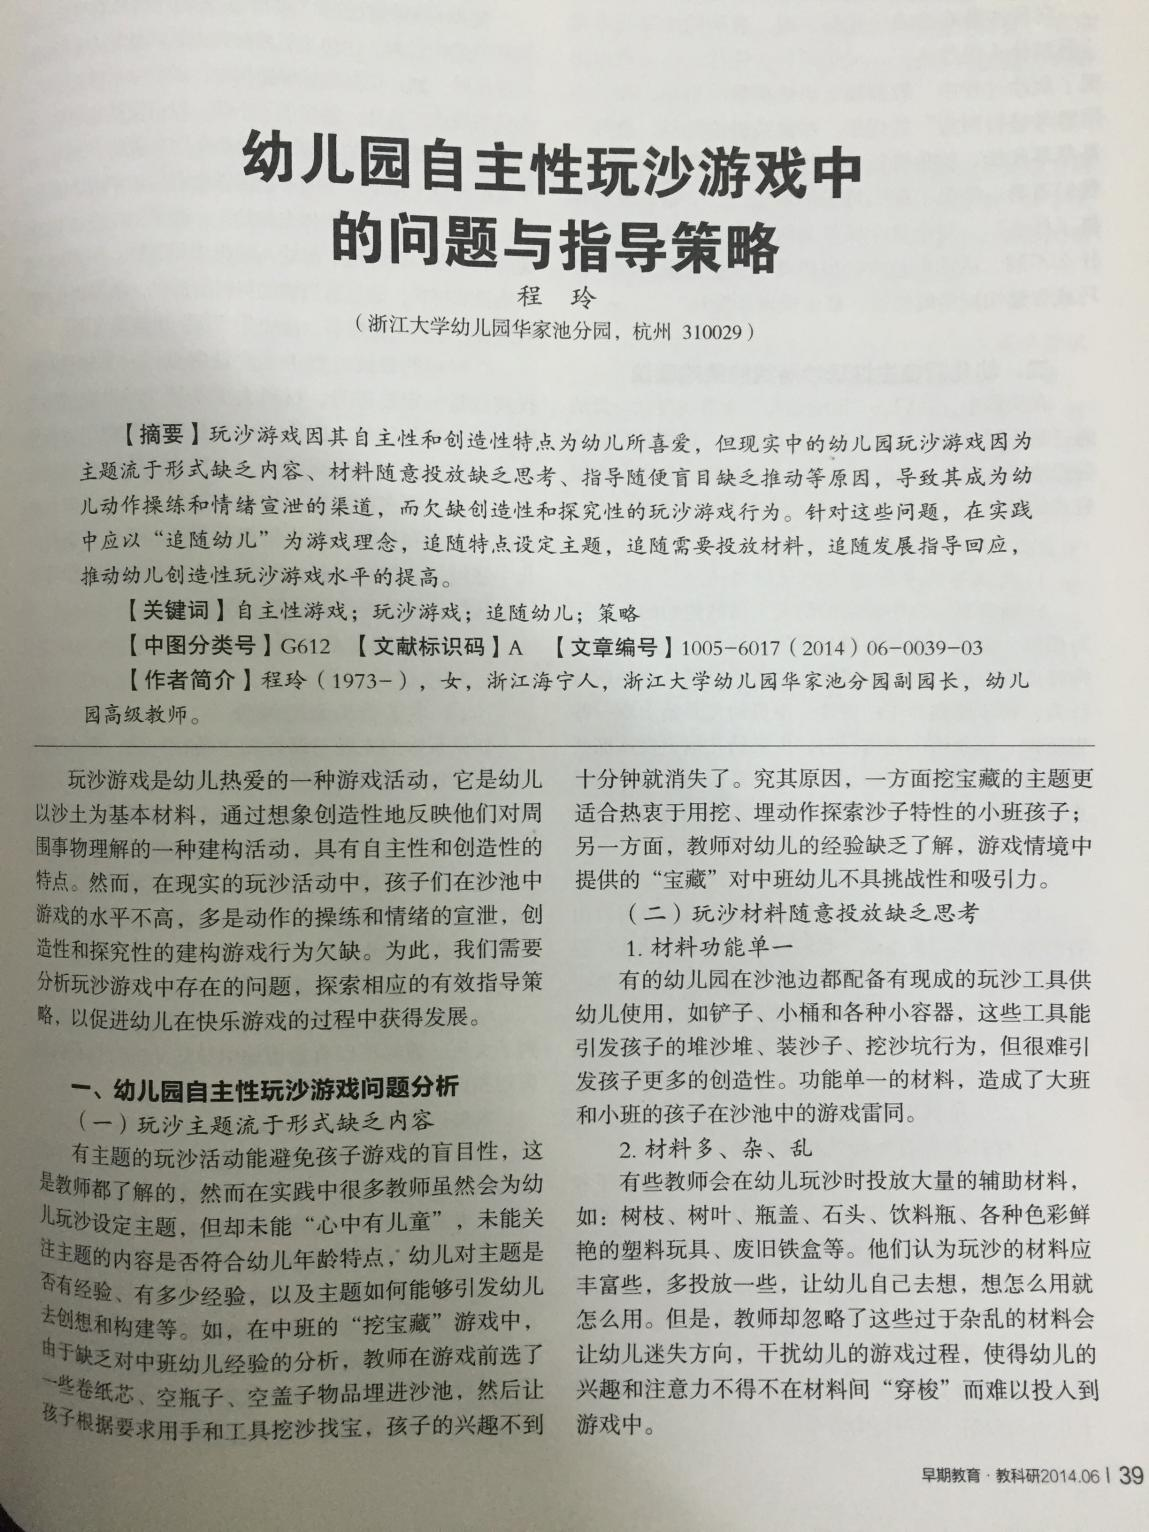 幼儿园自主性玩沙游戏中
的问题与指导策略
程 玲
（浙江大学幼儿园华家池分园，杭州 310029）
【摘要】玩沙游戏因其自主性和创造性特点为幼儿所喜爱，但现实中的幼儿园玩沙游戏因为
主题流于形式缺乏内容、材料随意投放缺乏思考、指导随便盲目缺乏推动等原因，导致其成为幼
儿动作操练和情绪宣泄的渠道，而欠缺创造性和探究性的玩沙游戏行为。针对这些问题，在实践
中应以“追随幼儿”为游戏理念，追随特点设定主题，追随需要投放材料，追随发展指导回应，
推动幼儿创造性玩沙游戏水平的提高。
【关键词】自主性游戏；玩沙游戏；追随幼儿；策略
【中图分类号】G612 【文献标识码】A 【文章编号】1005-6017（2014）06-0039-03
【作者简介】程玲（1973-），女，浙江海宁人，浙江大学幼儿园华家池分园副园长，幼儿
园高级教师。
玩沙游戏是幼儿热爱的一种游戏活动，它是幼儿
以沙土为基本材料，通过想象创造性地反映他们对周
围事物理解的一种建构活动，具有自主性和创造性的
特点。然而，在现实的玩沙活动中，孩子们在沙池中
游戏的水平不高，多是动作的操练和情绪的宣泄，创
造性和探究性的建构游戏行为欠缺。为此，我们需要
分析玩沙游戏中存在的问题，探索相应的有效指导策
略，以促进幼儿在快乐游戏的过程中获得发展。
一、幼儿园自主性玩沙游戏问题分析
（一）玩沙主题流于形式缺乏内容
有主题的玩沙活动能避免孩子游戏的盲目性，这
是教师都了解的，然而在实践中很多教师虽然会为幼
儿玩沙设定主题，但却未能“心中有儿童”，未能关
注主题的内容是否符合幼儿年龄特点，幼儿对主题是
否有经验、有多少经验，以及主题如何能够引发幼儿
去创想和构建等。如，在中班的“挖宝藏”游戏中，
由于缺乏对中班幼儿经验的分析，教师在游戏前选了
一些卷纸芯、空瓶子、空盖子物品埋进沙池，然后让
孩子根据要求用手和工具挖沙找宝，孩子的兴趣不到
十分钟就消失了。究其原因，一方面挖宝藏的主题更
适合热衷于用挖、埋动作探索沙子特性的小班孩子；
另一方面，教师对幼儿的经验缺乏了解，游戏情境中
提供的“宝藏”对中班幼儿不具挑战性和吸引力。
（二）玩沙材料随意投放缺乏思考
1. 材料功能单一
有的幼儿园在沙池边都配备有现成的玩沙工具供
幼儿使用，如铲子、小桶和各种小容器，这些工具能
引发孩子的堆沙堆、装沙子、挖沙坑行为，但很难引
发孩子更多的创造性。功能单一的材料，造成了大班
和小班的孩子在沙池中的游戏雷同。
2. 材料多、杂、乱
有些教师会在幼儿玩沙时投放大量的辅助材料，
如：树枝、树叶、瓶盖、石头、饮料瓶、各种色彩鲜
艳的塑料玩具、废旧铁盒等。他们认为玩沙的材料应
丰富些，多投放一些，让幼儿自己去想，想怎么用就
怎么用。但是，教师却忽略了这些过于杂乱的材料会
让幼儿迷失方向，干扰幼儿的游戏过程，使得幼儿的
兴趣和注意力不得不在材料间“穿梭”而难以投入到
游戏中。
早期教育·教科研2014.06 | 39